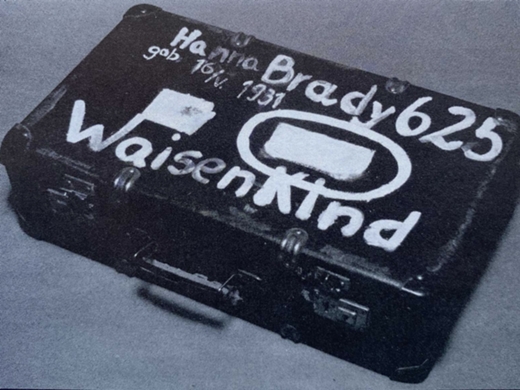 Hanna Brady 625
geb. 16/V. 1931
WaisenKInd